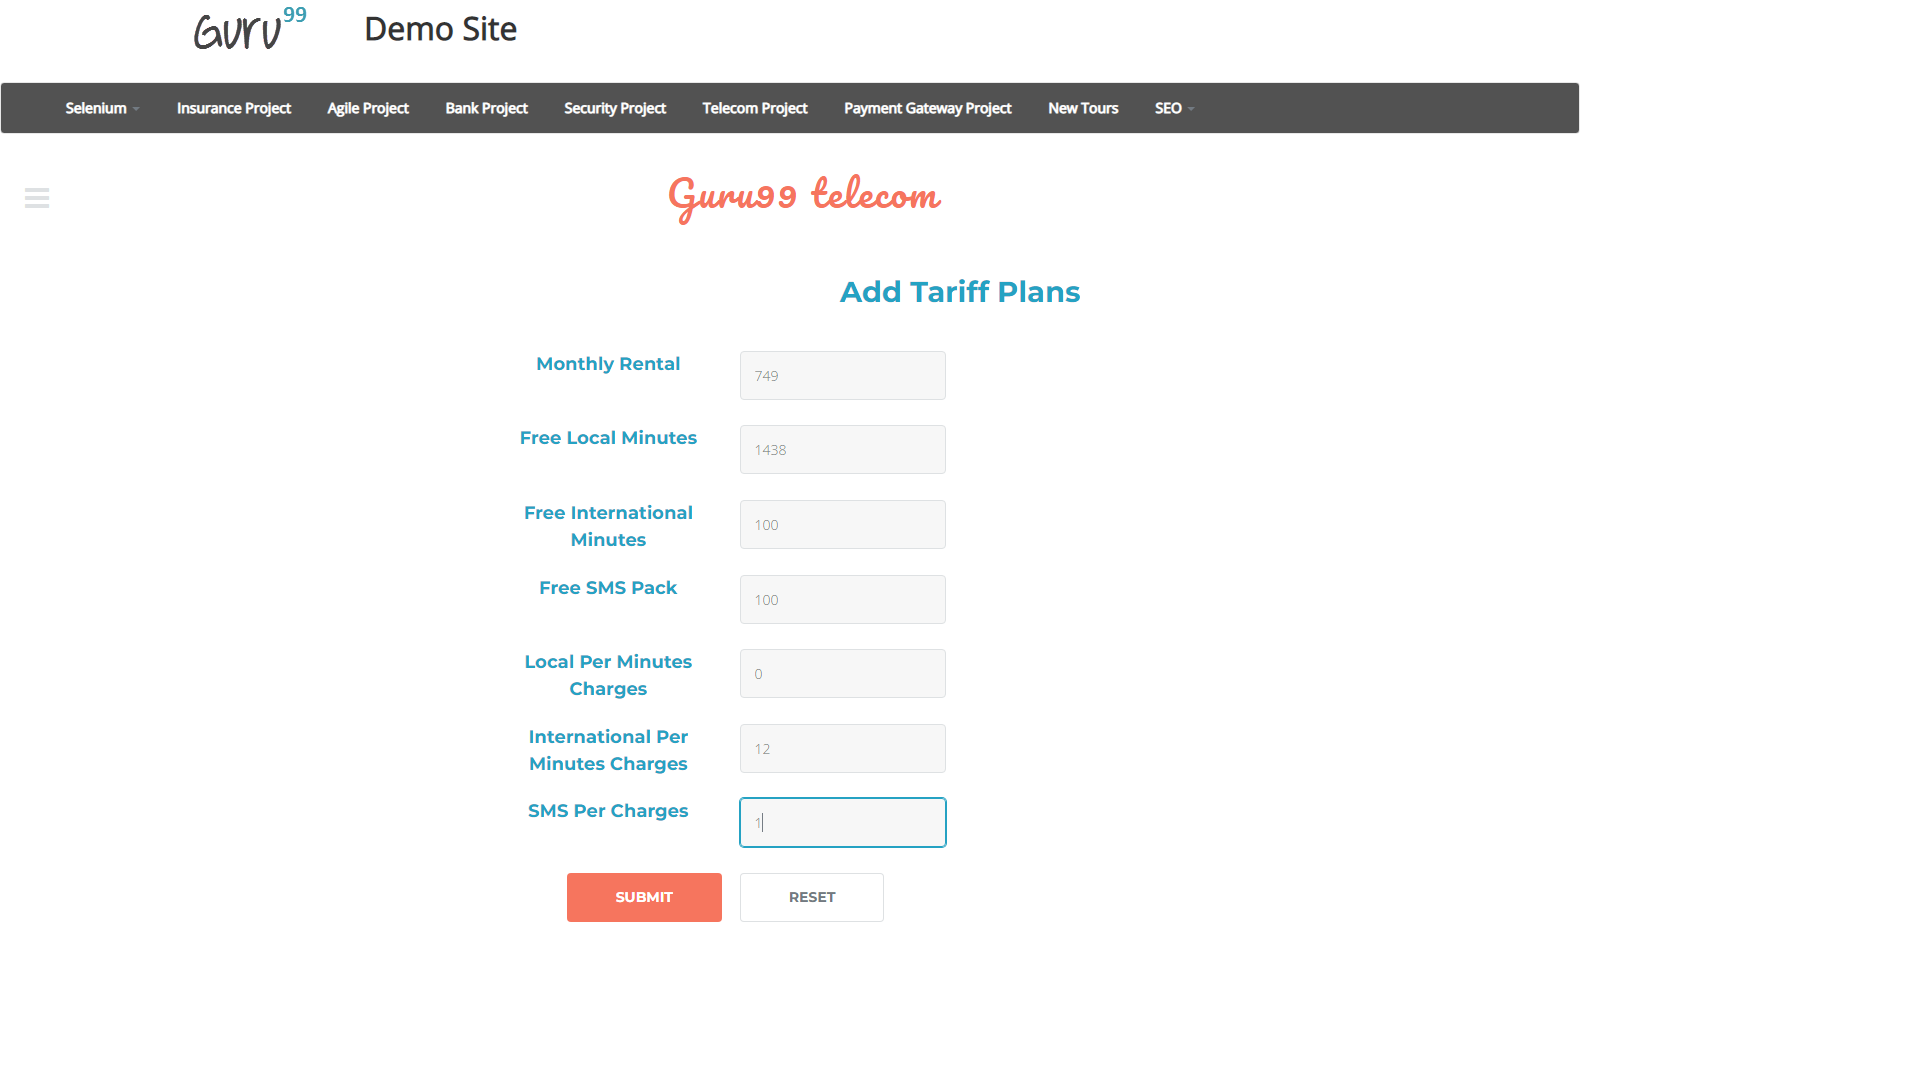 Guru99 Demo Site
Selenium Insurance Project Agile Project Bank Project Security Project Telecom Project Payment Gateway Project New Tours SEO
Guru99 telecom
Add Tariff Plans
Monthly Rental 749
Free Local Minutes 1438
Free International
Minutes 100
Free SMS Pack 100
Local Per Minutes
Charges 0
International Per
Minutes Charges 12
SMS Per Charges 1
SUBMIT RESET